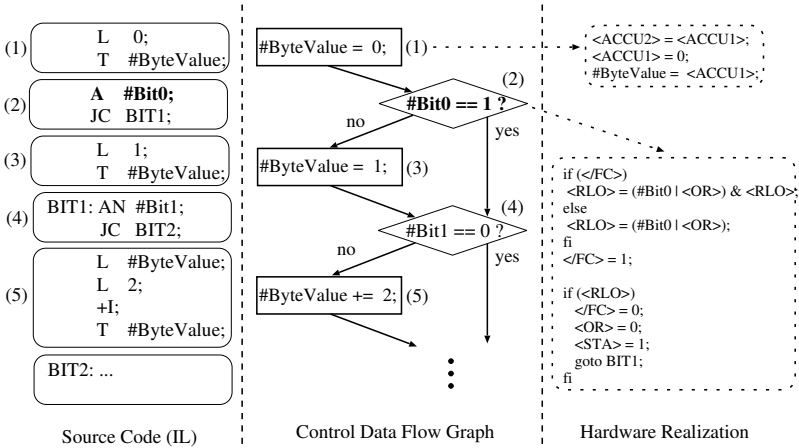 (1)
L 0;
T #ByteValue;
(2)
A #Bit0;
JC BIT1;
(3)
L 1;
T #ByteValue;
(4)
BIT1: AN #Bit1;
JC BIT2;
(5)
L #ByteValue;
L 2;
+I;
T #ByteValue;
BIT2: ...
Source Code (IL)
#ByteValue = 0;
(1)
(2)
#Bit0 == 1 ?
no
yes
#ByteValue = 1;
(3)
(4)
#Bit1 == 0 ?
no
yes
#ByteValue += 2;
(5)
Control Data Flow Graph
<ACCU2> = <ACCU1>;
<ACCU1> = 0;
#ByteValue = <ACCU1>;
if (</FC>)
<RLO> = (#Bit0 | <OR>) & <RLO>;
else
<RLO> = (#Bit0 | <OR>);
fi
</FC> = 1;
if (<RLO>)
</FC> = 0;
<OR> = 0;
<STA> = 1;
goto BIT1;
fi
Hardware Realization